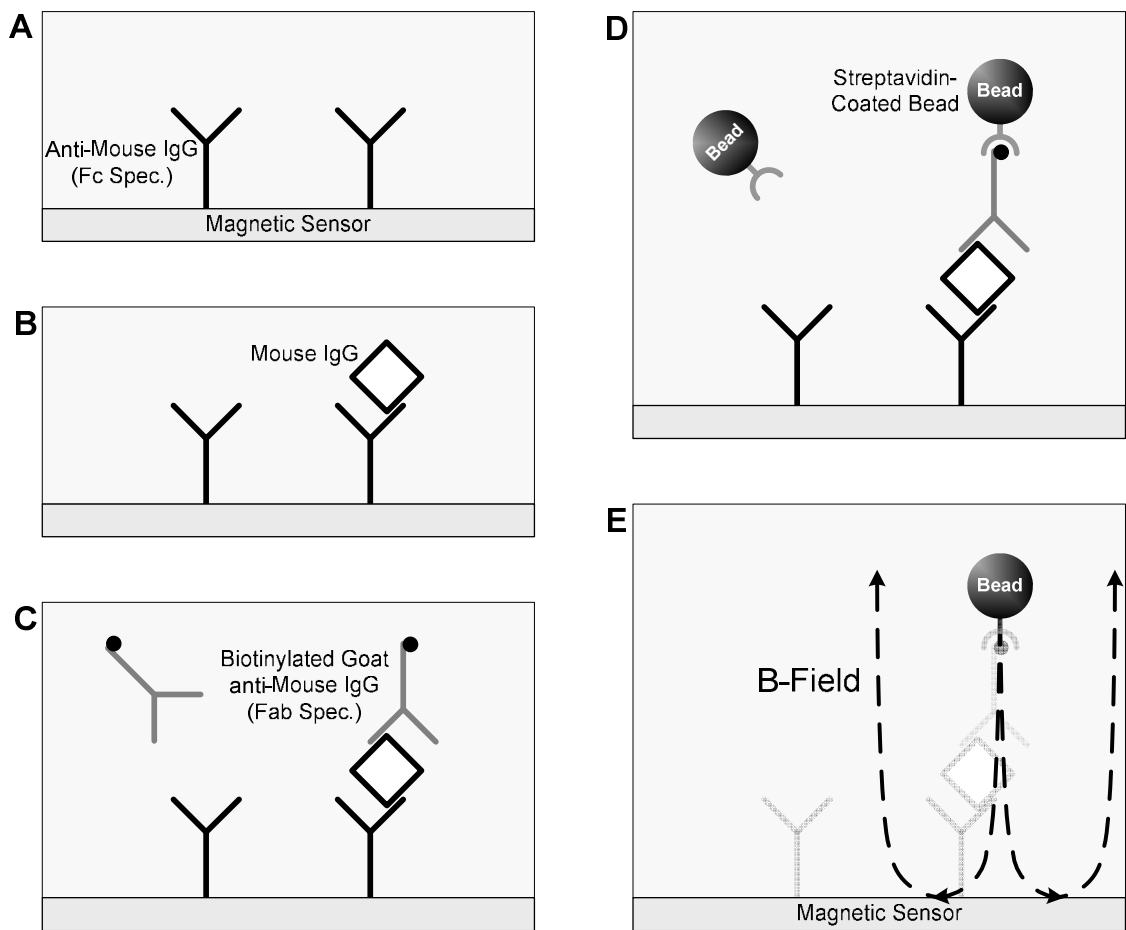 A
Anti-Mouse IgG
(Fc Spec.)
Magnetic Sensor
B
Mouse IgG
C
Biotinylated Goat
anti-Mouse IgG
(Fab Spec.)
D
Streptavidin-
Coated Bead
Bead
Bead
E
Bead
B-Field
Magnetic Sensor